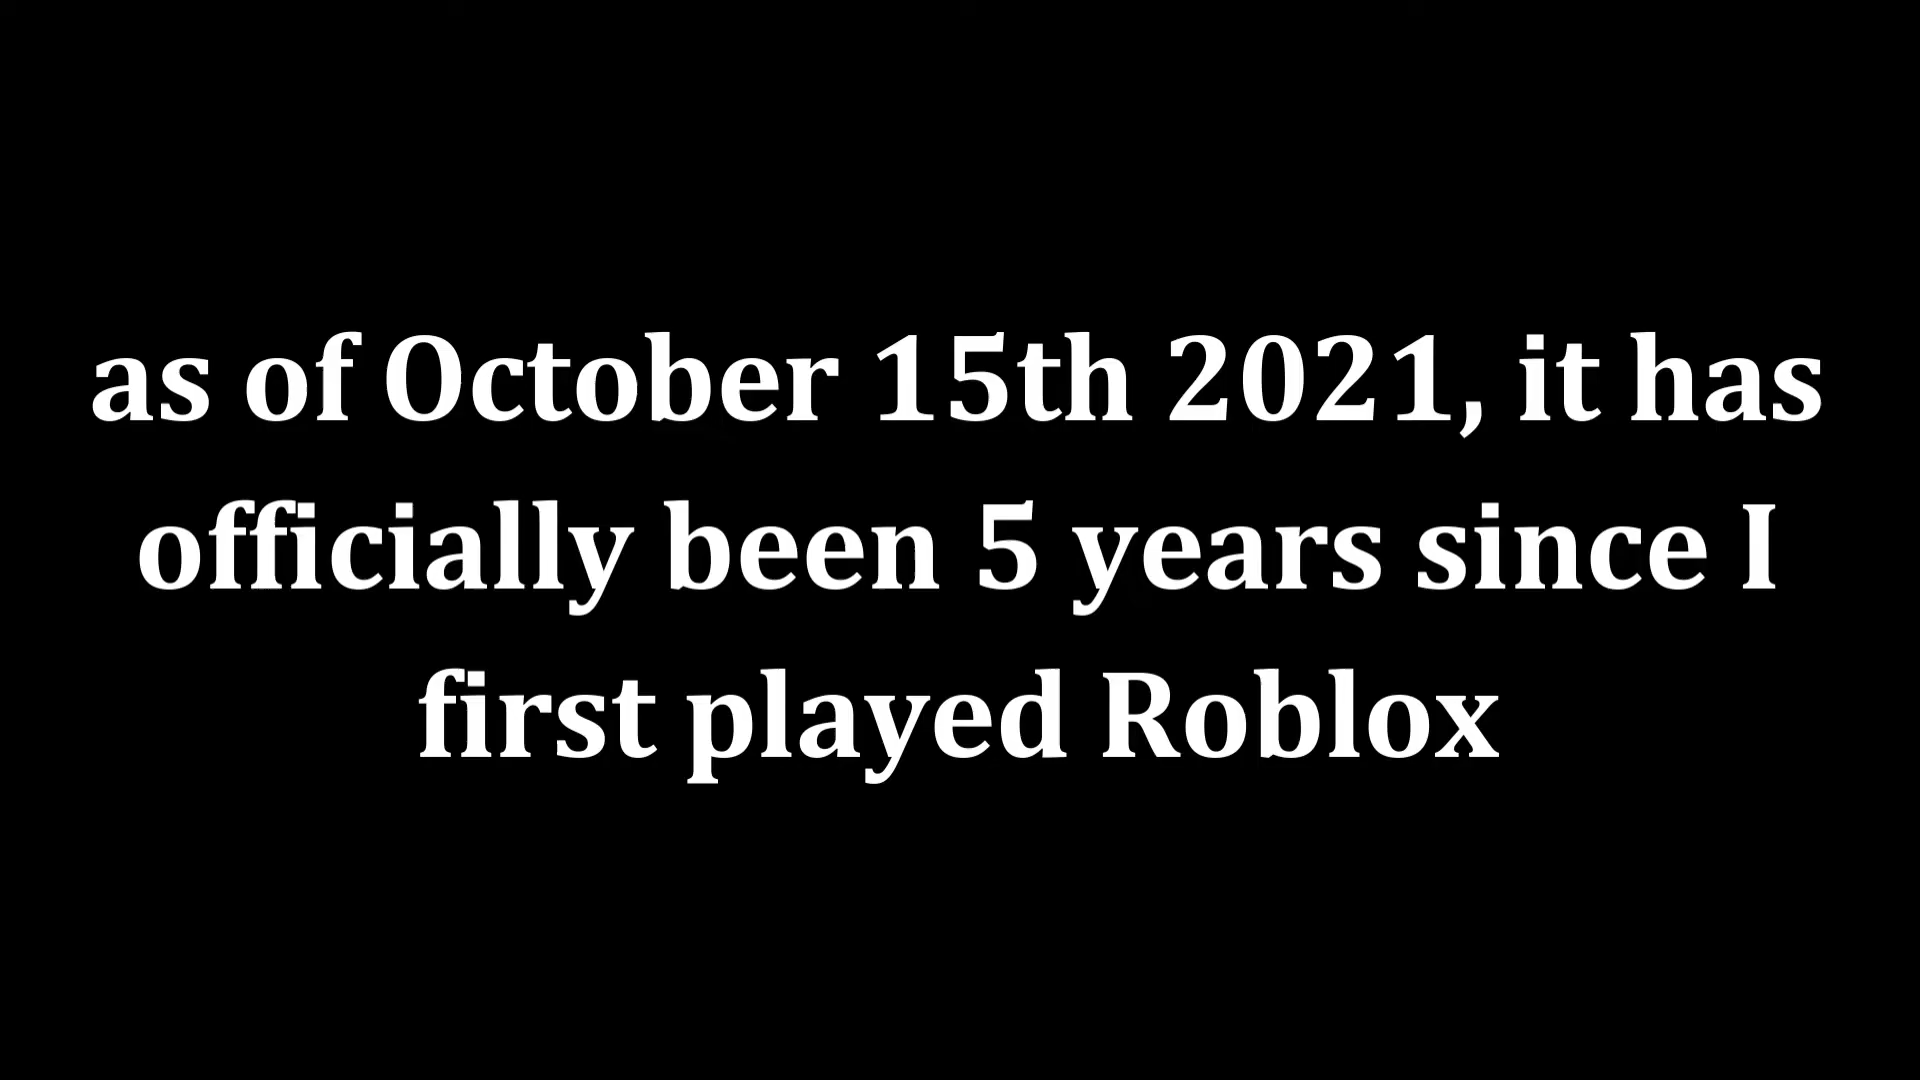 as of October 15th 2021, it has
officially been 5 years since I
first played Roblox